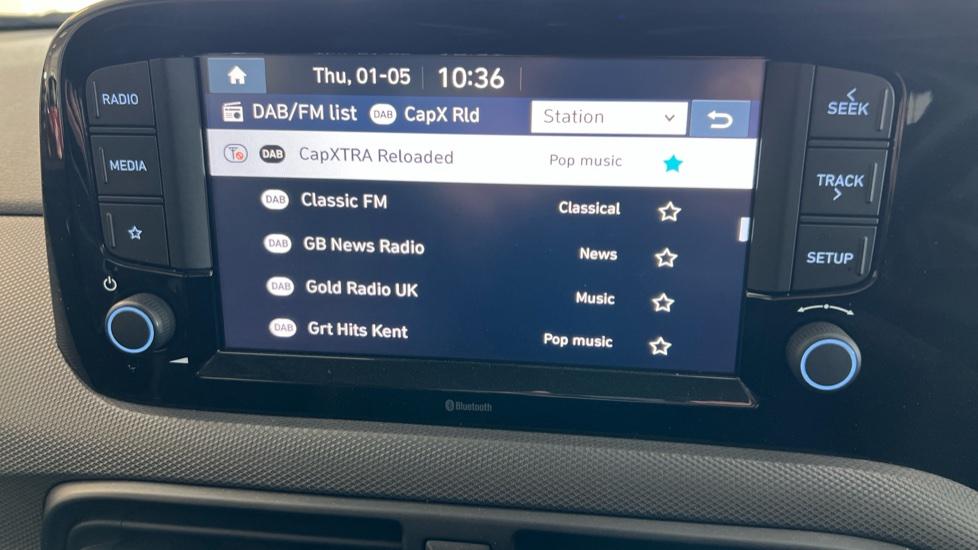 Thu, 01-05 10:36
DAB/FM list DAB CapX Rld Station
DAB CapXTRA Reloaded Pop music
DAB Classic FM Classical
DAB GB News Radio News
DAB Gold Radio UK Music
DAB Grt Hits Kent Pop music
RADIO
MEDIA
SEEK
TRACK
SETUP
Bluetooth